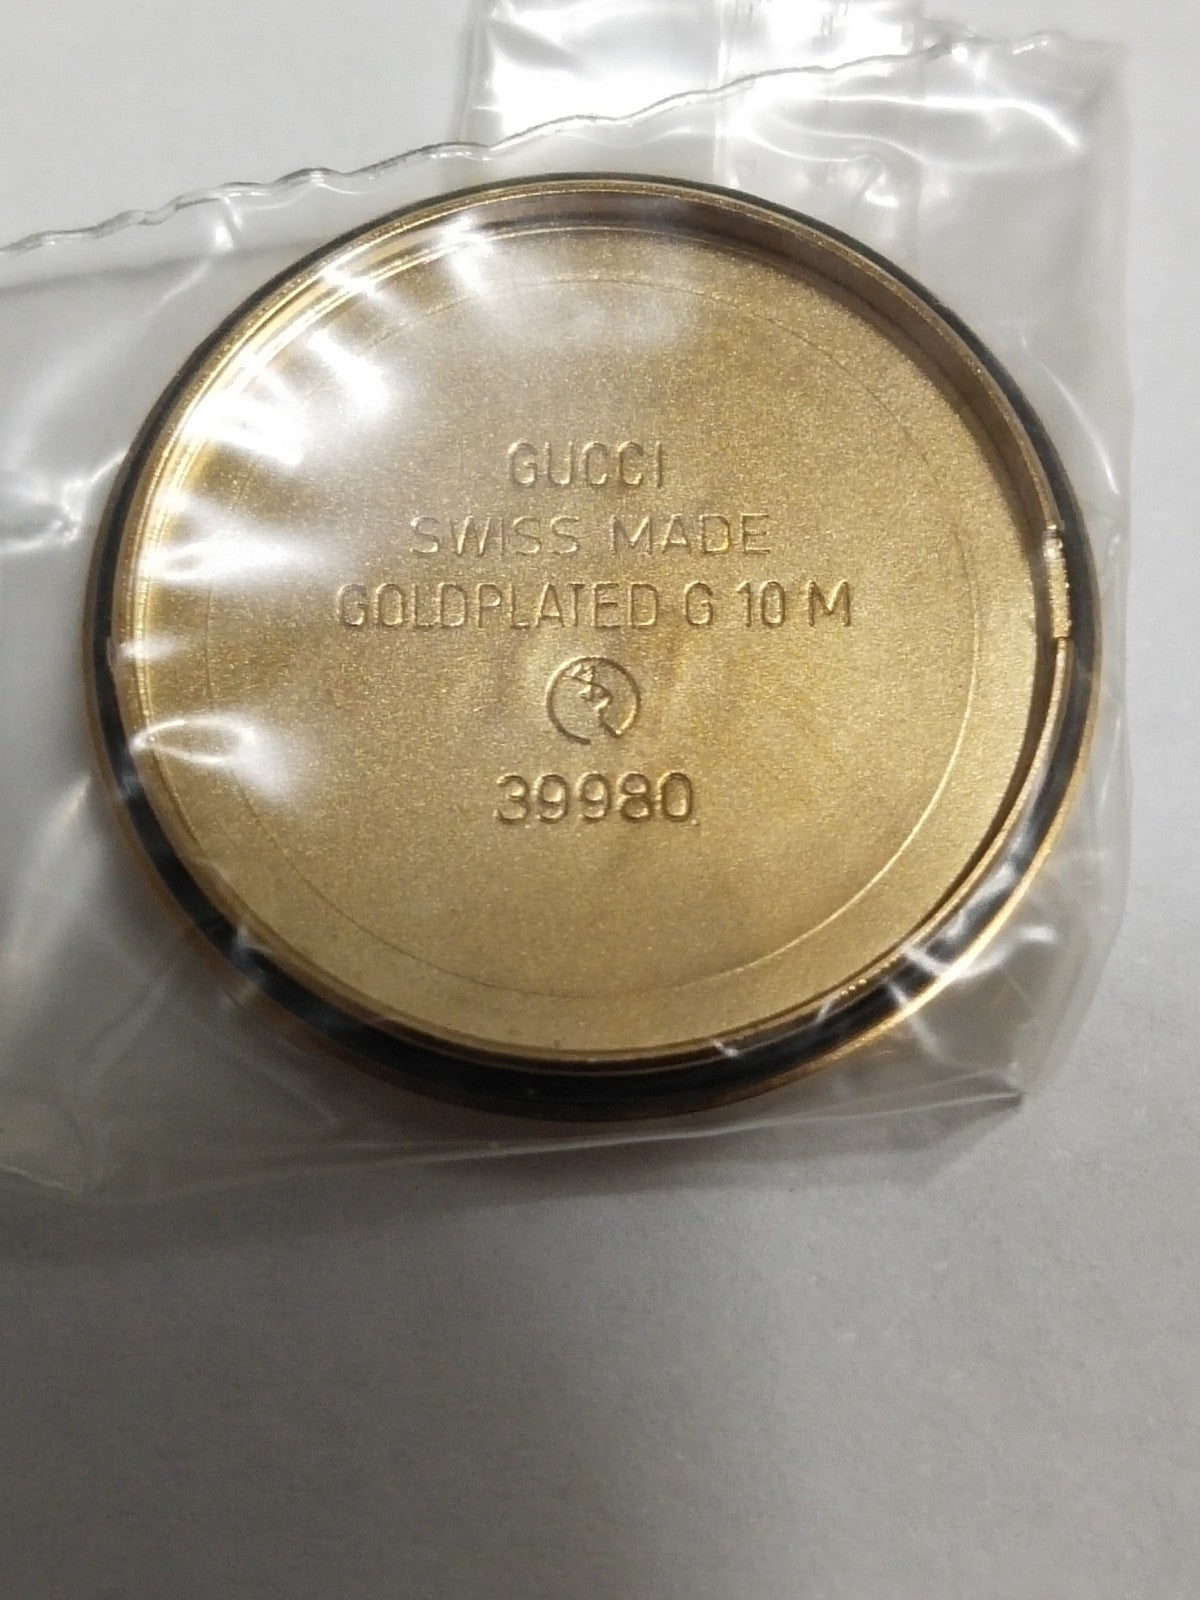 GUCCI
SWISS MADE
GOLDPLATED G 10 M
39980